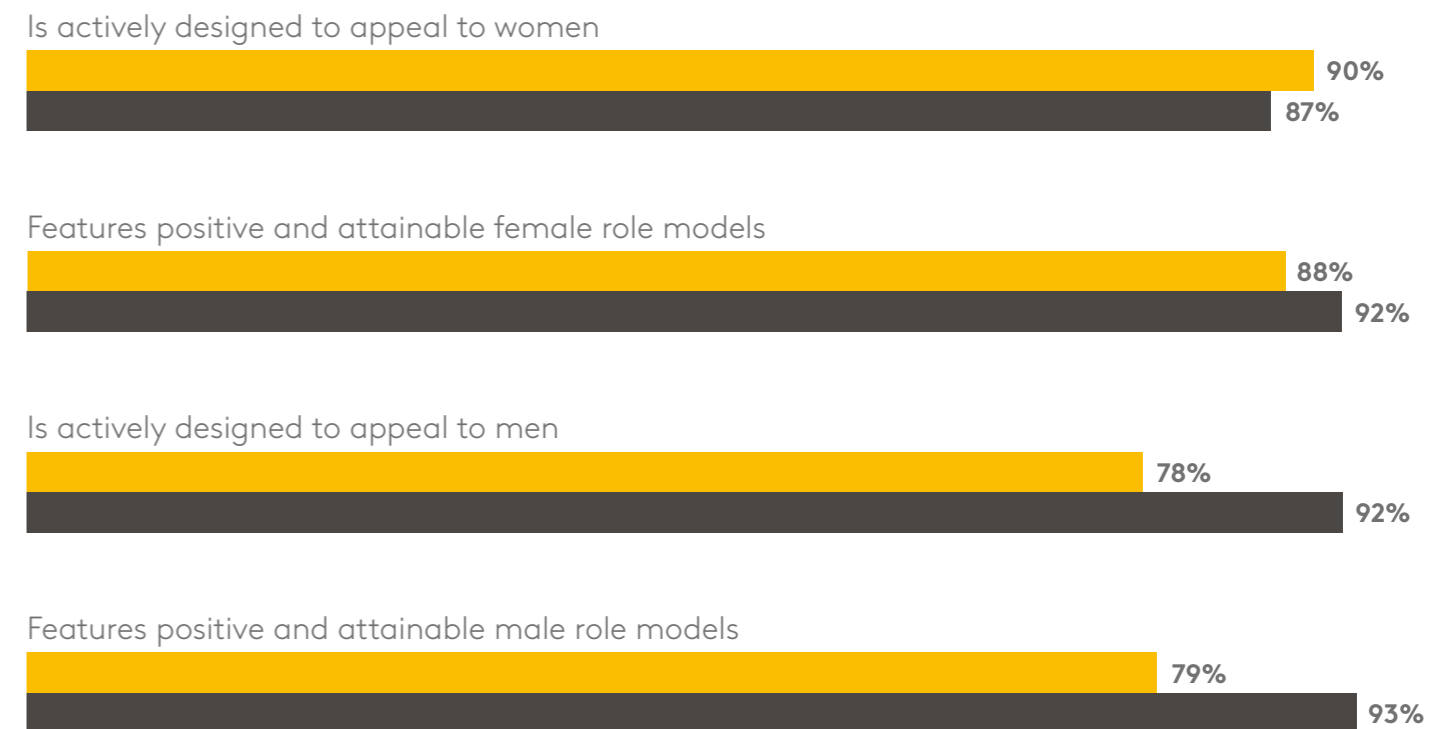 Is actively designed to appeal to women
90%
87%
Features positive and attainable female role models
88%
92%
Is actively designed to appeal to men
78%
92%
Features positive and attainable male role models
79%
93%